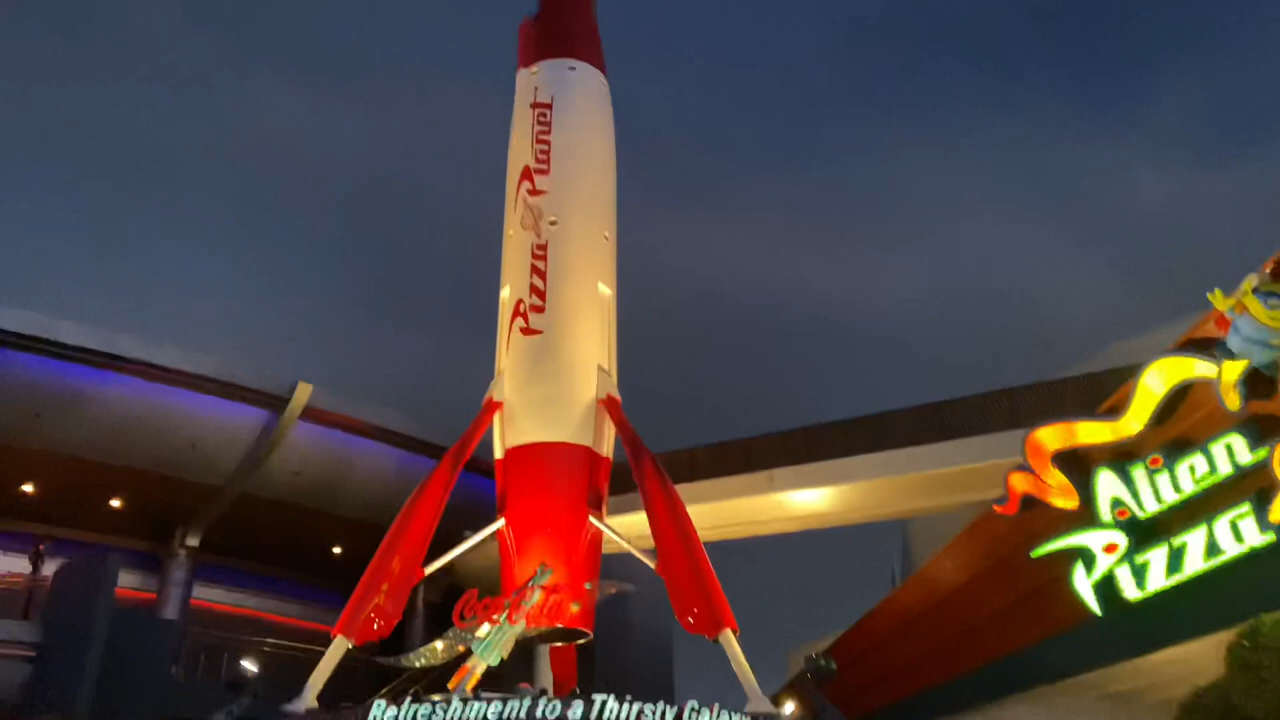 Pizza Planet
Alien
Pizza
Coca-Cola
Refreshment to a Thirsty Galaxy